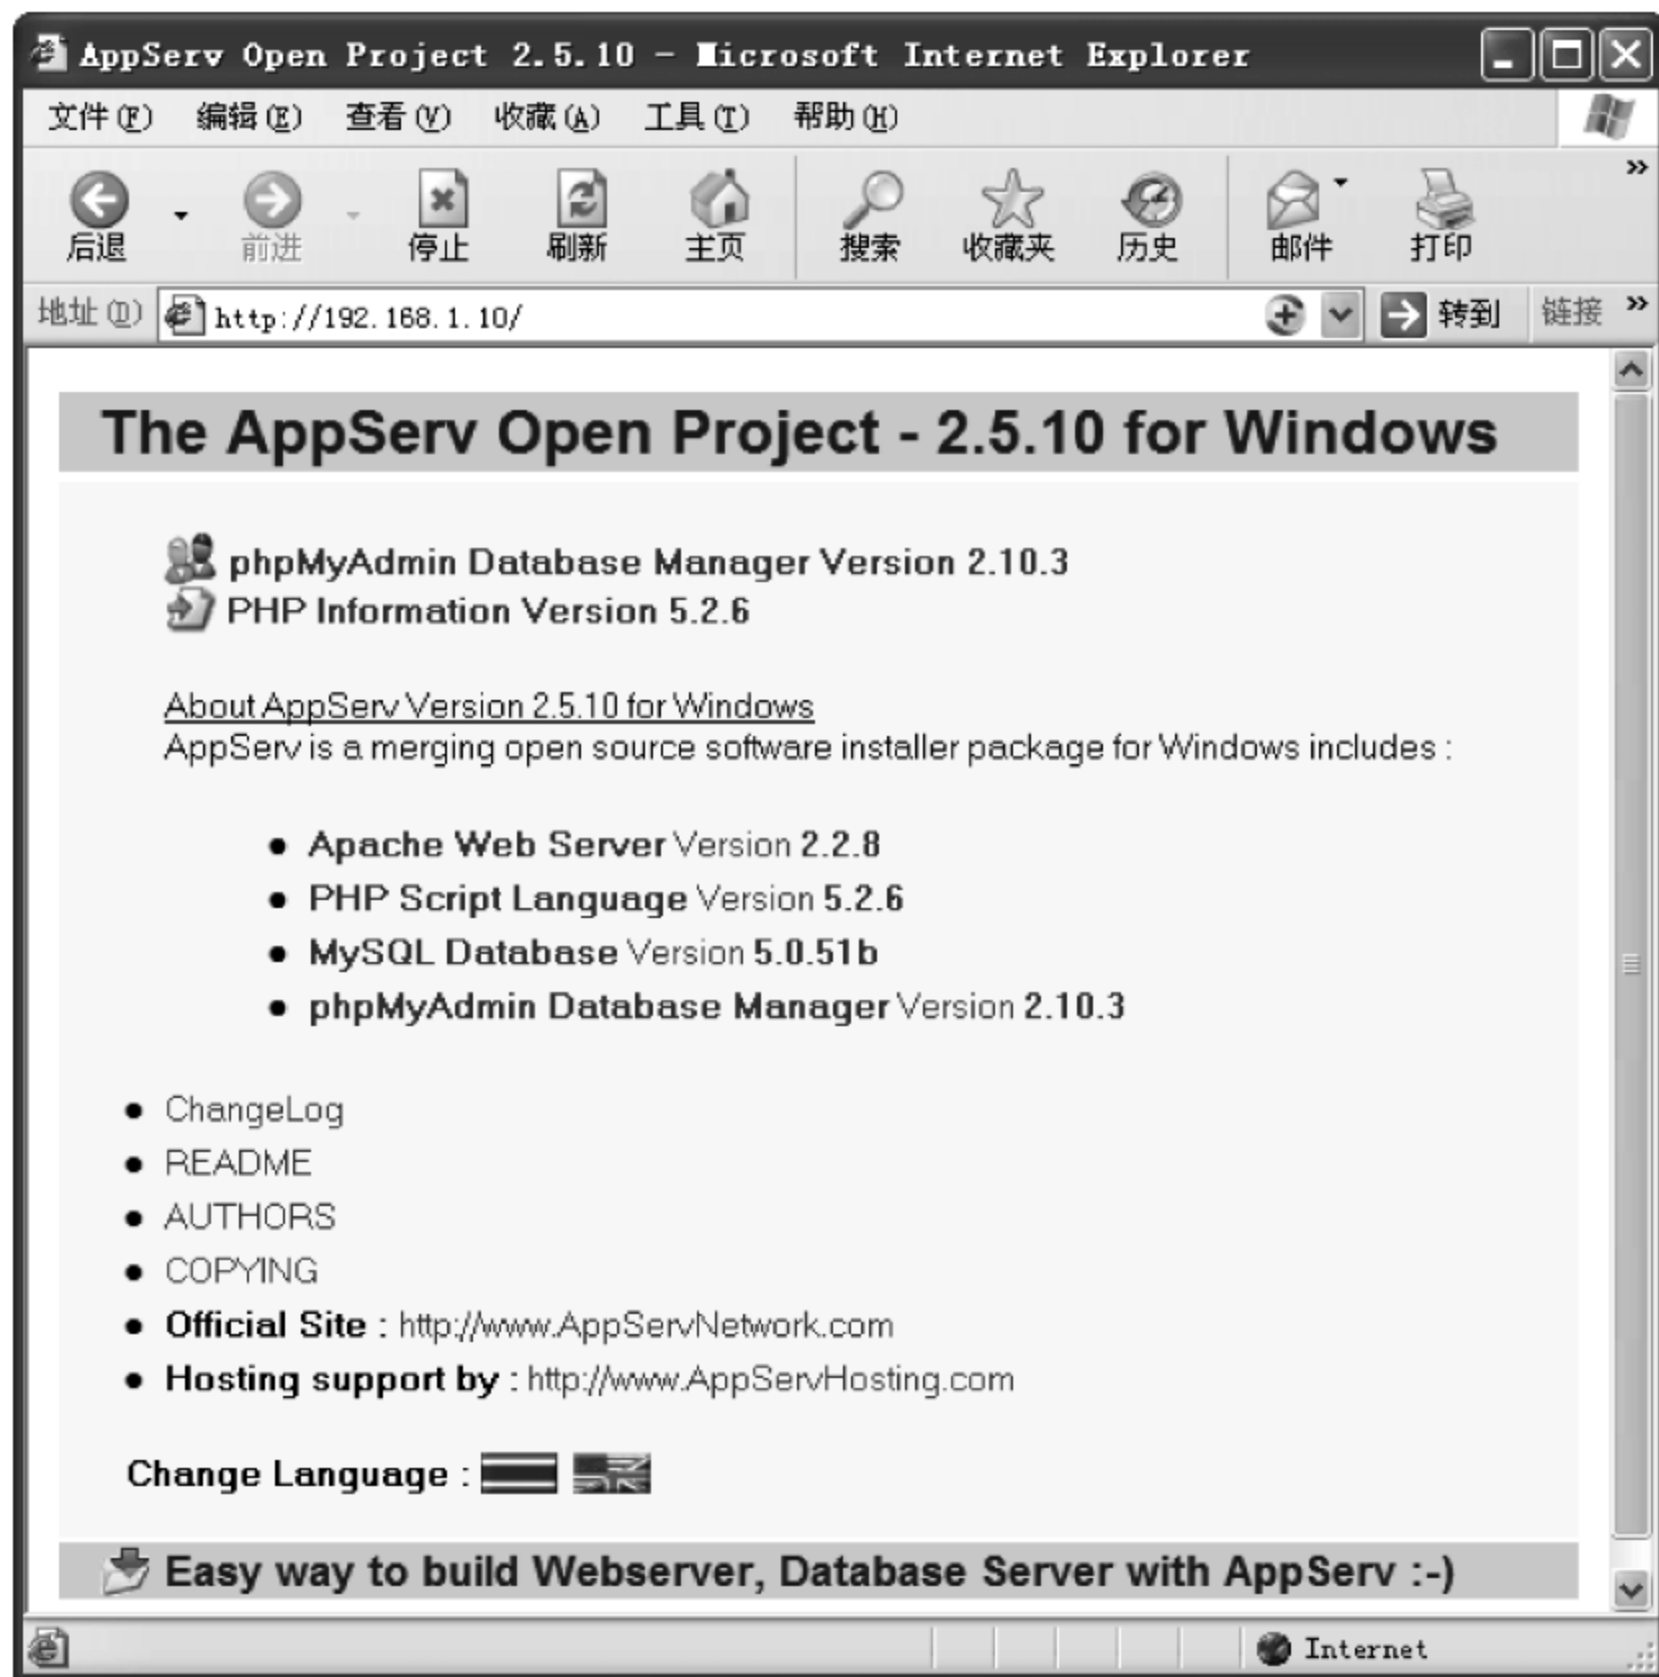 AppServ Open Project 2.5.10 - Microsoft Internet Explorer
文件(F) 编辑(E) 查看(V) 收藏(A) 工具(T) 帮助(H)
后退 前进 停止 刷新 主页 搜索 收藏夹 历史 邮件 打印 »
地址(D) http://192.168.1.10/ 转到 链接 »
The AppServ Open Project - 2.5.10 for Windows
phpMyAdmin Database Manager Version 2.10.3
PHP Information Version 5.2.6
About AppServ Version 2.5.10 for Windows
AppServ is a merging open source software installer package for Windows includes :
• Apache Web Server Version 2.2.8
• PHP Script Language Version 5.2.6
• MySQL Database Version 5.0.51b
• phpMyAdmin Database Manager Version 2.10.3
• ChangeLog
• README
• AUTHORS
• COPYING
• Official Site : http://www.AppServNetwork.com
• Hosting support by : http://www.AppServHosting.com
Change Language :
Easy way to build Webserver, Database Server with AppServ :-)
Internet